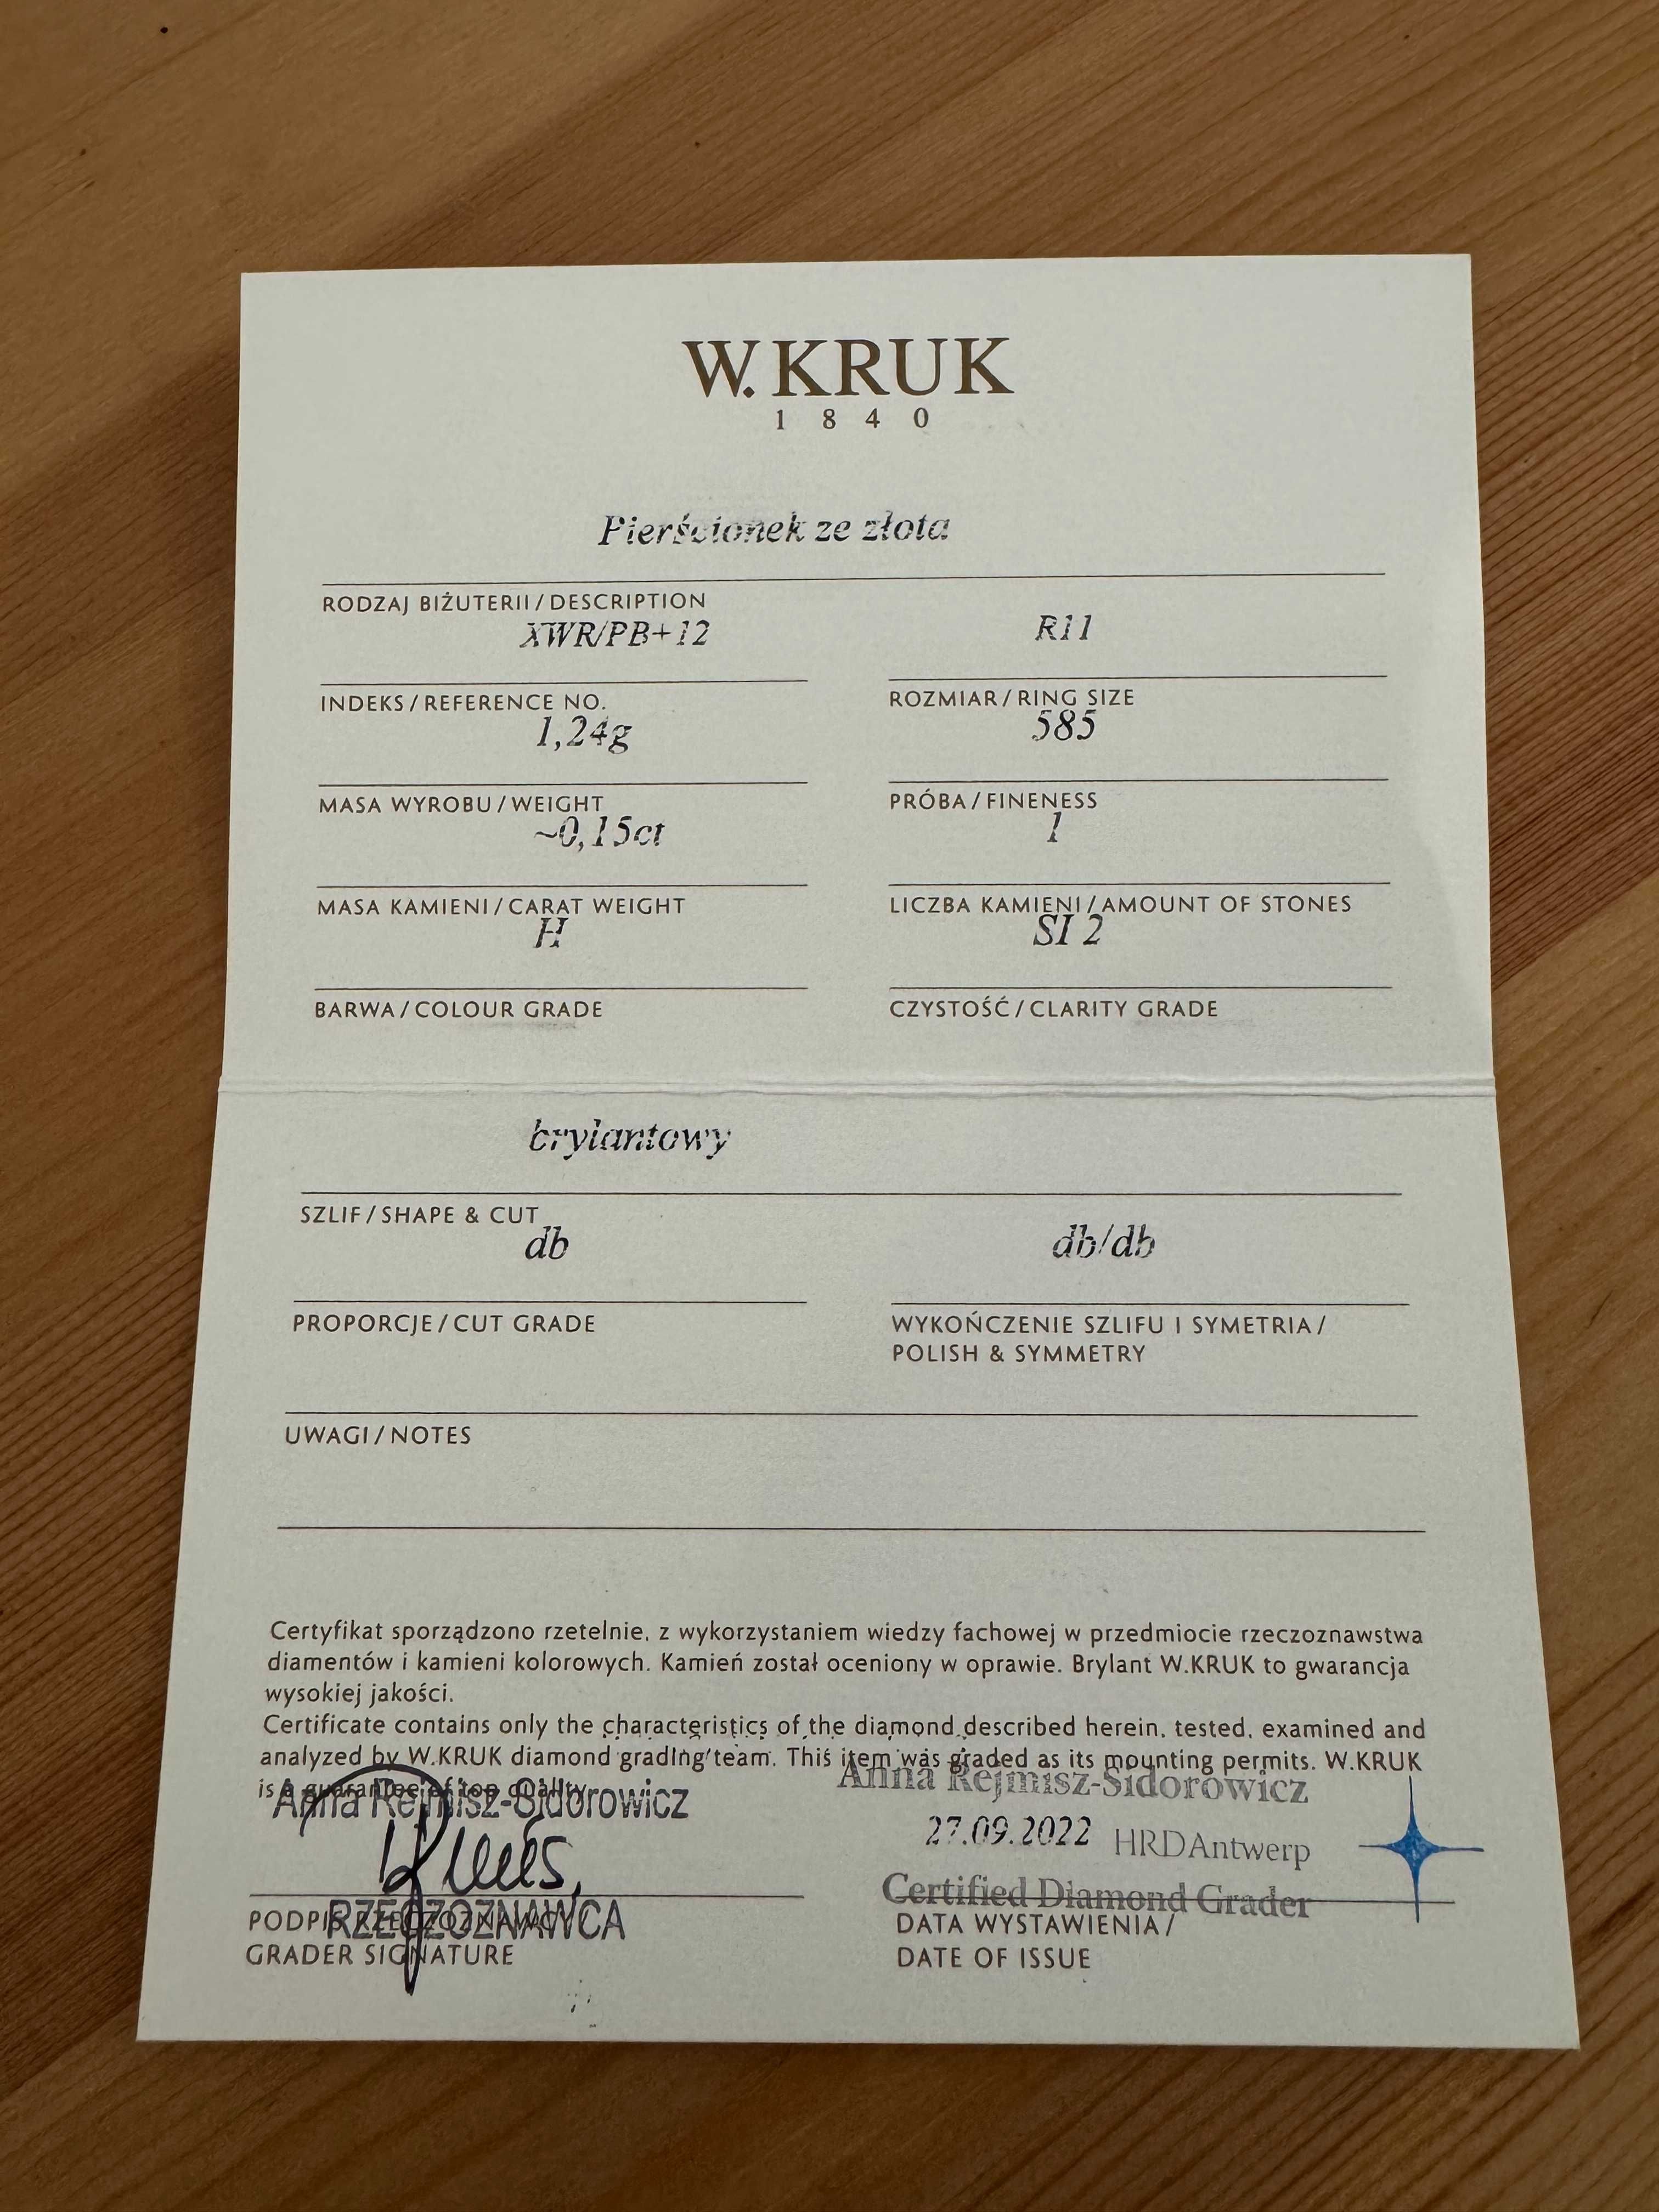 W.KRUK
1840
Pierścionek ze złota
RODZAJ BIŻUTERII / DESCRIPTION
XWR/PB+12 R11
INDEKS / REFERENCE NO. ROZMIAR / RING SIZE
1,24g 585
MASA WYROBU / WEIGHT PRÓBA / FINENESS
~0,15ct 1
MASA KAMIENI / CARAT WEIGHT LICZBA KAMIENI / AMOUNT OF STONES
H SI 2
BARWA / COLOUR GRADE CZYSTOŚĆ / CLARITY GRADE
brylantowy
SZLIF / SHAPE & CUT
db db/db
PROPORCJE / CUT GRADE WYKOŃCZENIE SZLIFU I SYMETRIA /
POLISH & SYMMETRY
UWAGI / NOTES
Certyfikat sporządzono rzetelnie, z wykorzystaniem wiedzy fachowej w przedmiocie rzeczoznawstwa
diamentów i kamieni kolorowych. Kamień został oceniony w oprawie. Brylant W.KRUK to gwarancja
wysokiej jakości.
Certificate contains only the characteristics of the diamond described herein, tested, examined and
analyzed by W.KRUK diamond grading team. This item was graded as its mounting permits. W.KRUK
is a guarantee of top quality.
Anna Rejmisz-Sidorowicz Anna Rejmisz-Sidorowicz
27.09.2022 HRDAntwerp
Certified Diamond Grader
RZECZOZNAWCA
PODPIS RZECZOZNAWCY / DATA WYSTAWIENIA /
GRADER SIGNATURE DATE OF ISSUE